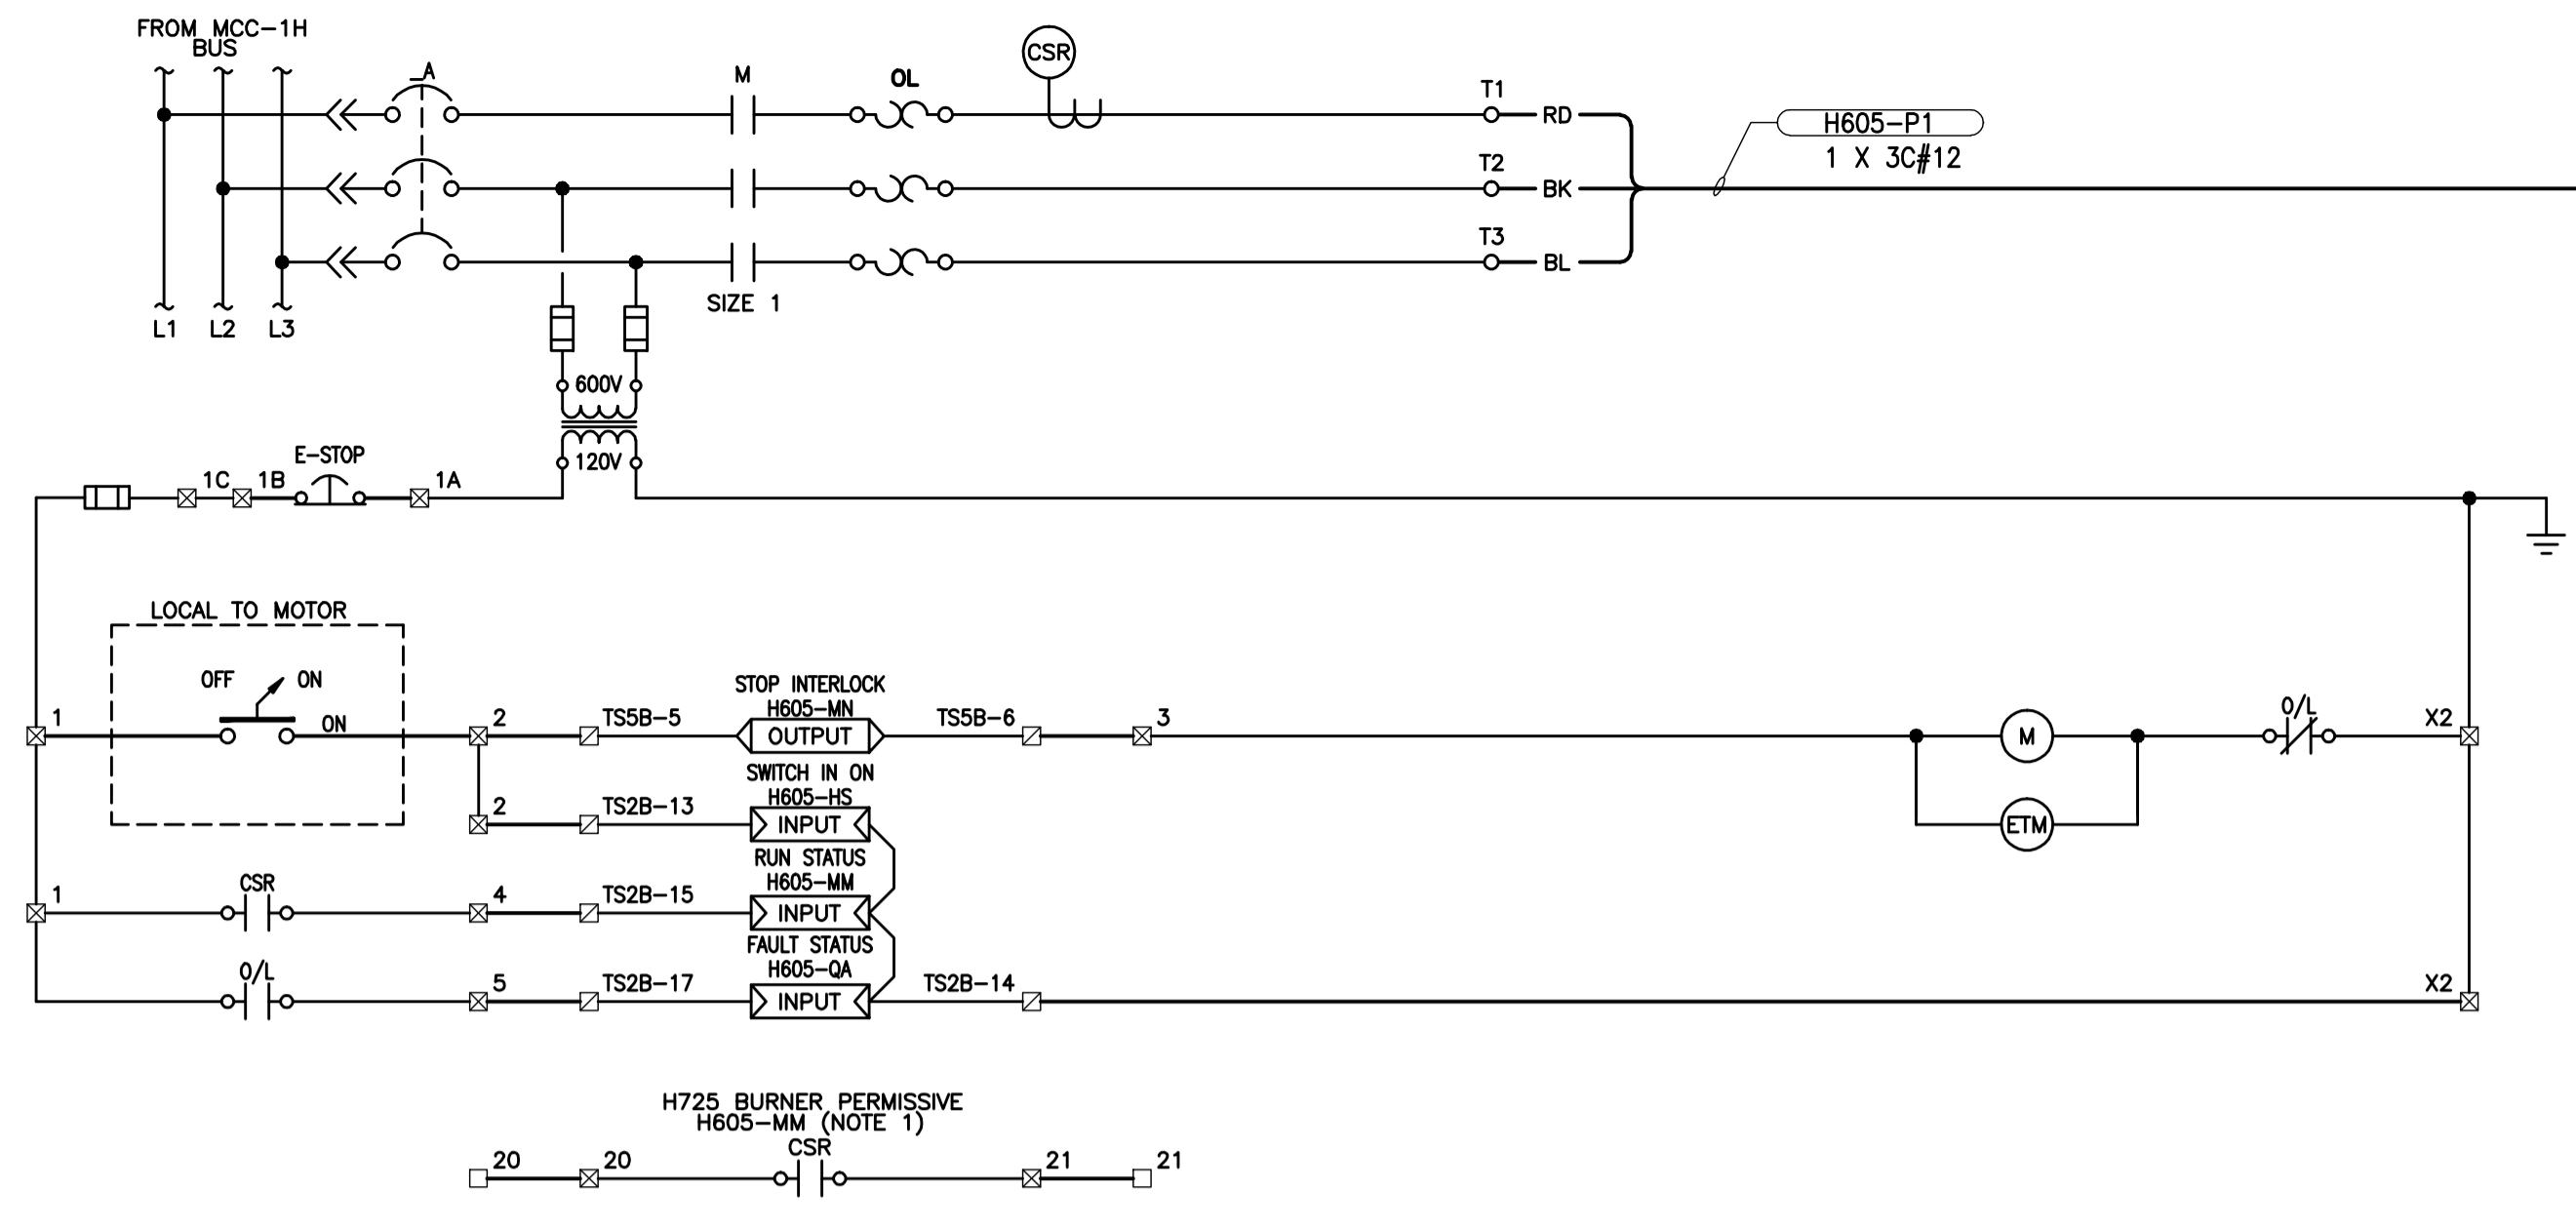 FROM MCC-1H
BUS
_A
M
OL
CSR
T1
RD
H605-P1
1 X 3C#12
T2
BK
T3
BL
SIZE 1
L1
L2
L3
600V
120V
E-STOP
1C
1B
1A
LOCAL TO MOTOR
OFF
ON
ON
1
2
TS5B-5
STOP INTERLOCK
H605-MN
OUTPUT
TS5B-6
3
M
O/L
X2
2
TS2B-13
SWITCH IN ON
H605-HS
INPUT
ETM
1
CSR
4
TS2B-15
RUN STATUS
H605-MM
INPUT
O/L
5
TS2B-17
FAULT STATUS
H605-QA
INPUT
TS2B-14
X2
H725 BURNER PERMISSIVE
H605-MM (NOTE 1)
CSR
20
20
21
21